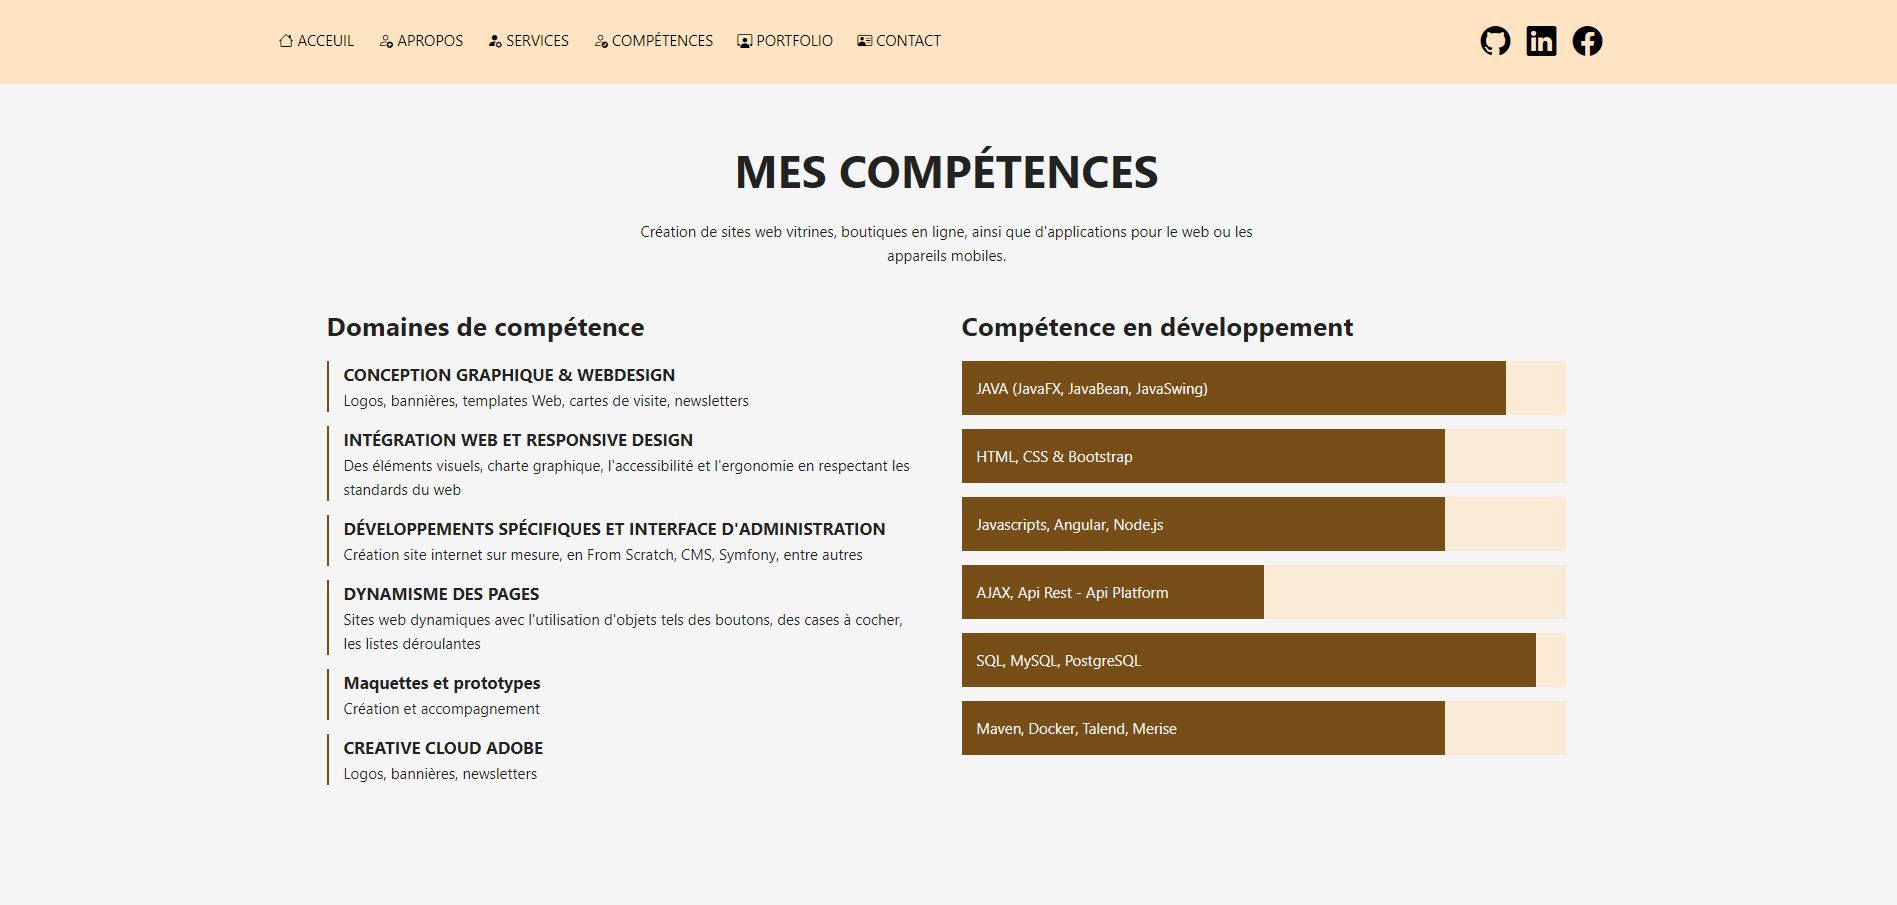 ACCEUIL APROPOS SERVICES COMPÉTENCES PORTFOLIO CONTACT
MES COMPÉTENCES
Création de sites web vitrines, boutiques en ligne, ainsi que d'applications pour le web ou les
appareils mobiles.
Domaines de compétence
CONCEPTION GRAPHIQUE & WEBDESIGN
Logos, bannières, templates Web, cartes de visite, newsletters
INTÉGRATION WEB ET RESPONSIVE DESIGN
Des éléments visuels, charte graphique, l'accessibilité et l'ergonomie en respectant les
standards du web
DÉVELOPPEMENTS SPÉCIFIQUES ET INTERFACE D'ADMINISTRATION
Création site internet sur mesure, en From Scratch, CMS, Symfony, entre autres
DYNAMISME DES PAGES
Sites web dynamiques avec l'utilisation d'objets tels des boutons, des cases à cocher,
les listes déroulantes
Maquettes et prototypes
Création et accompagnement
CREATIVE CLOUD ADOBE
Logos, bannières, newsletters
Compétence en développement
JAVA (JavaFX, JavaBean, JavaSwing)
HTML, CSS & Bootstrap
Javascripts, Angular, Node.js
AJAX, Api Rest - Api Platform
SQL, MySQL, PostgreSQL
Maven, Docker, Talend, Merise